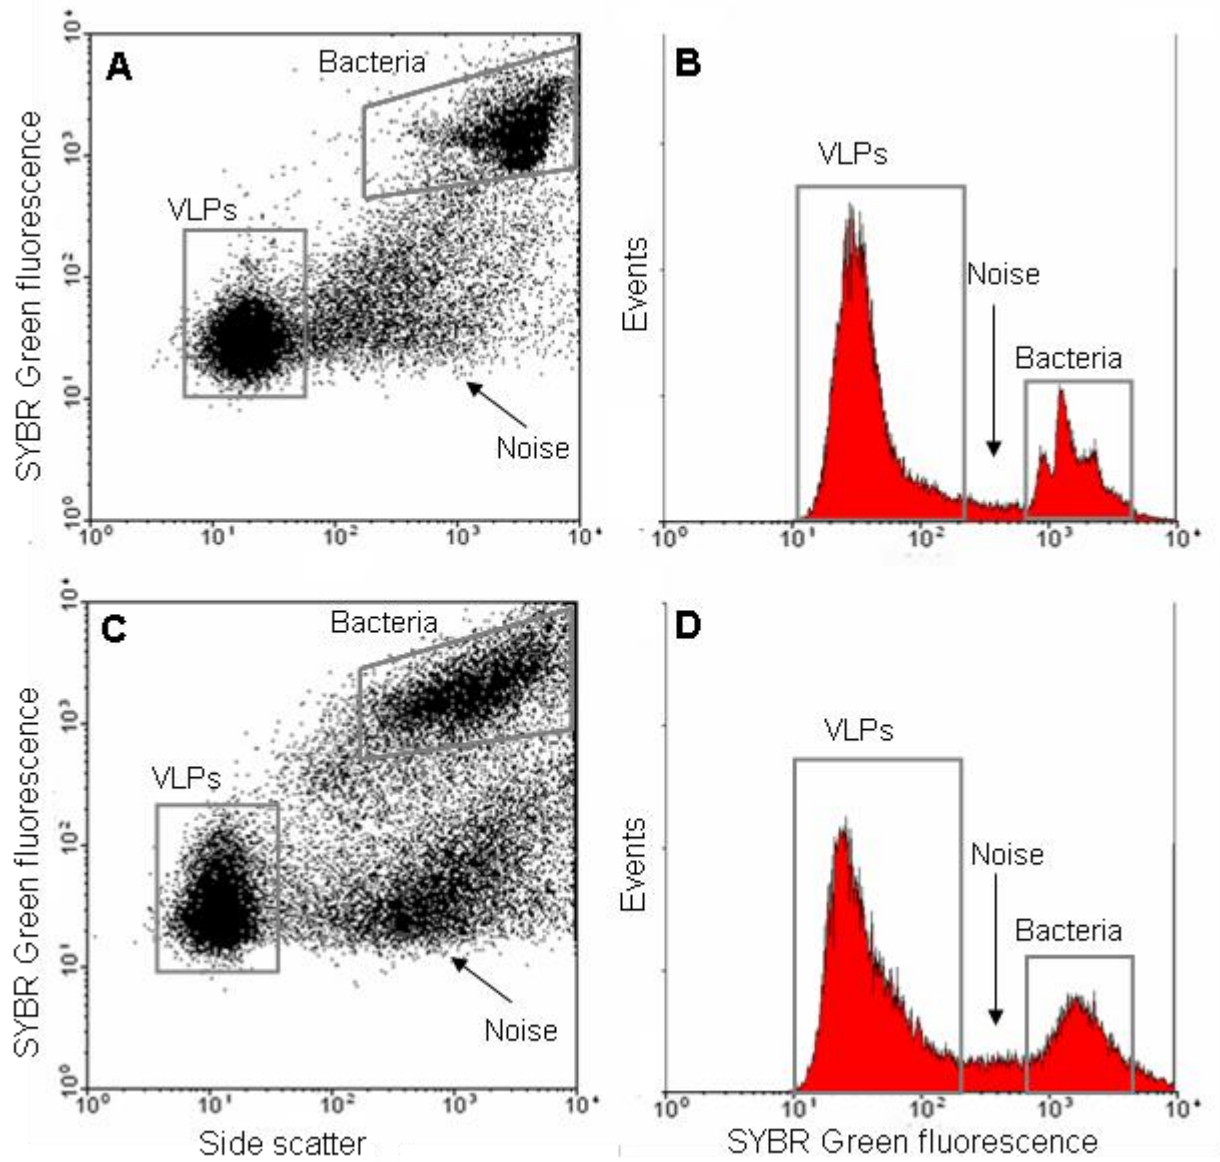 A
Bacteria
VLPs
Noise
SYBR Green fluorescence
10⁰ 10¹ 10² 10³ 10⁴
10⁰ 10¹ 10² 10³ 10⁴
B
VLPs
Noise
Bacteria
Events
10⁰ 10¹ 10² 10³ 10⁴
C
Bacteria
VLPs
Noise
SYBR Green fluorescence
10⁰ 10¹ 10² 10³ 10⁴
10⁰ 10¹ 10² 10³ 10⁴
Side scatter
D
VLPs
Noise
Bacteria
Events
10⁰ 10¹ 10² 10³ 10⁴
SYBR Green fluorescence